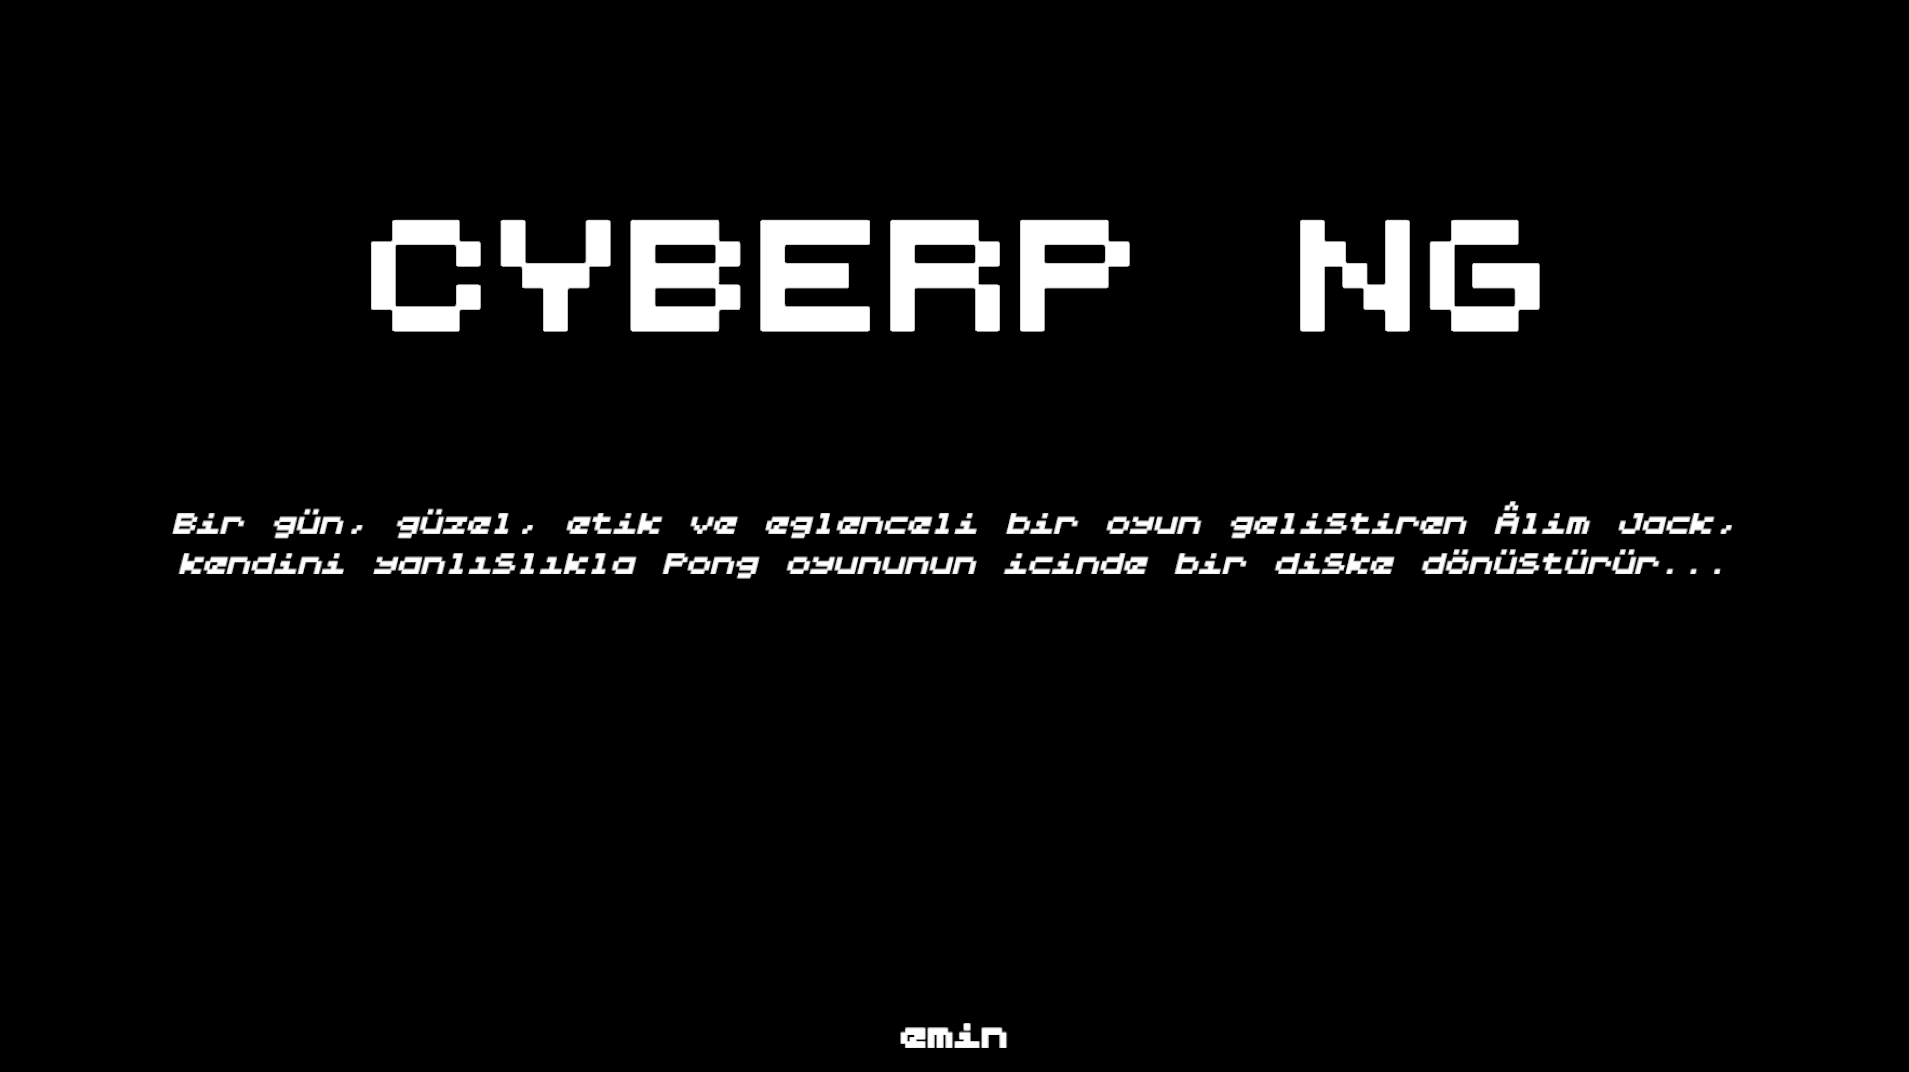 CYBERP NG
Bir gün, güzel, etik ve eglenceli bir oyun geliStiren Âlim Jack,
kendini yanlıSlıkla Pong oyununun icinde bir diske dönüStürür...
emin